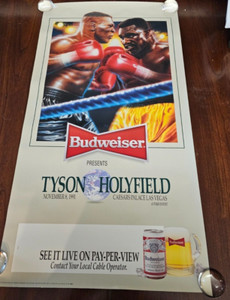 Budweiser
PRESENTS
TYSON HOLYFIELD
NOVEMBER 8, 1991 CAESARS PALACE, LAS VEGAS
SEE IT LIVE ON PAY-PER-VIEW
Contact Your Local Cable Operator.
Budweiser